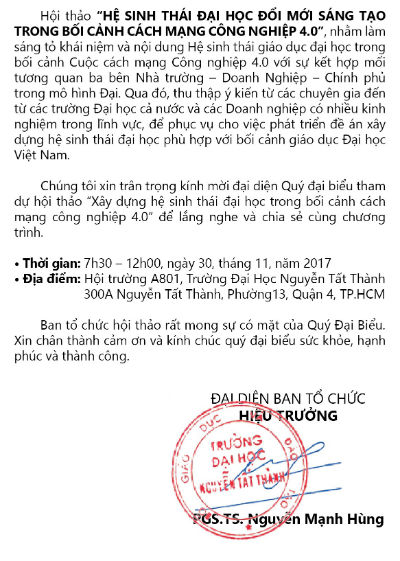 Hội thảo “HỆ SINH THÁI ĐẠI HỌC ĐỔI MỚI SÁNG TẠO
TRONG BỐI CẢNH CÁCH MẠNG CÔNG NGHIỆP 4.0”, nhằm làm
sáng tỏ khái niệm và nội dung Hệ sinh thái giáo dục đại học trong
bối cảnh Cuộc cách mạng Công nghiệp 4.0 với sự kết hợp mối
tương quan ba bên Nhà trường – Doanh Nghiệp – Chính phủ
trong mô hình Đại. Qua đó, thu thập ý kiến từ các chuyên gia đến
từ các trường Đại học cả nước và các Doanh nghiệp có nhiều kinh
nghiệm trong lĩnh vực, để phục vụ cho việc phát triển đề án xây
dựng hệ sinh thái đại học phù hợp với bối cảnh giáo dục Đại học
Việt Nam.
Chúng tôi xin trân trọng kính mời đại diện Quý đại biểu tham
dự hội thảo “Xây dựng hệ sinh thái đại học trong bối cảnh cách
mạng công nghiệp 4.0” để lắng nghe và chia sẻ cùng chương
trình.
• Thời gian: 7h30 – 12h00, ngày 30, tháng 11, năm 2017
• Địa điểm: Hội trường A801, Trường Đại Học Nguyễn Tất Thành
300A Nguyễn Tất Thành, Phường13, Quận 4, TP.HCM
Ban tổ chức hội thảo rất mong sự có mặt của Quý Đại Biểu.
Xin chân thành cảm ơn và kính chúc quý đại biểu sức khỏe, hạnh
phúc và thành công.
ĐẠI DIỆN BAN TỔ CHỨC
HIỆU TRƯỞNG
GIÁO DỤC ĐÀO TẠO
TRƯỜNG
ĐẠI HỌC
NGUYỄN TẤT THÀNH
PGS.TS. Nguyễn Mạnh Hùng